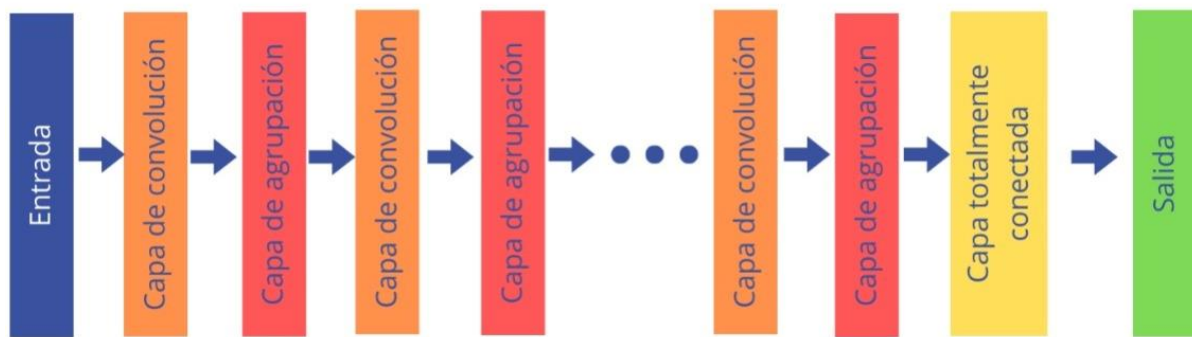 Entrada
Capa de convolución
Capa de agrupación
Capa de convolución
Capa de agrupación
Capa de convolución
Capa de agrupación
Capa totalmente
conectada
Salida